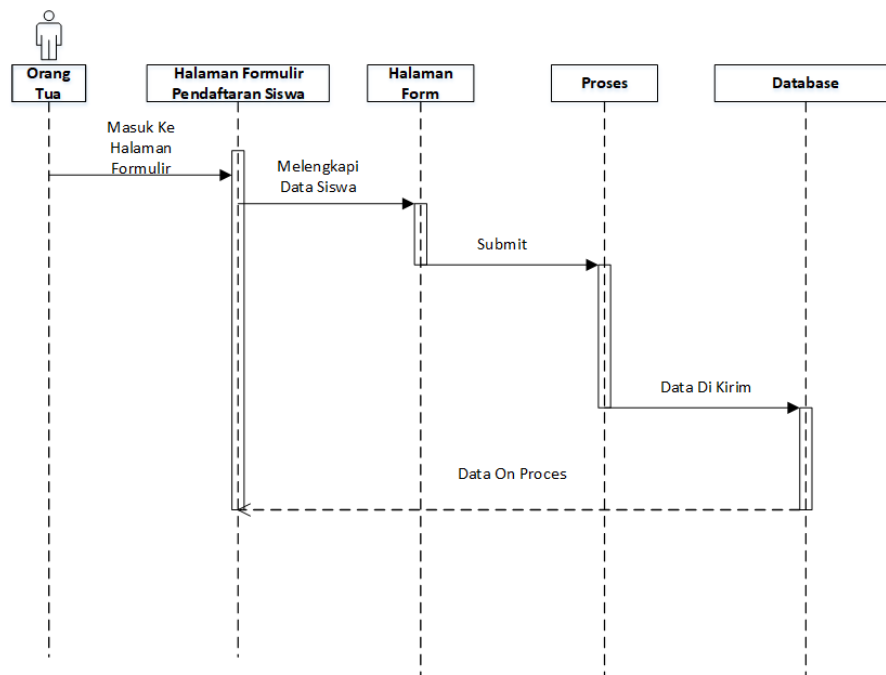 Orang
Tua
Halaman Formulir
Pendaftaran Siswa
Halaman
Form
Proses
Database
Masuk Ke
Halaman
Formulir
Melengkapi
Data Siswa
Submit
Data Di Kirim
Data On Proces